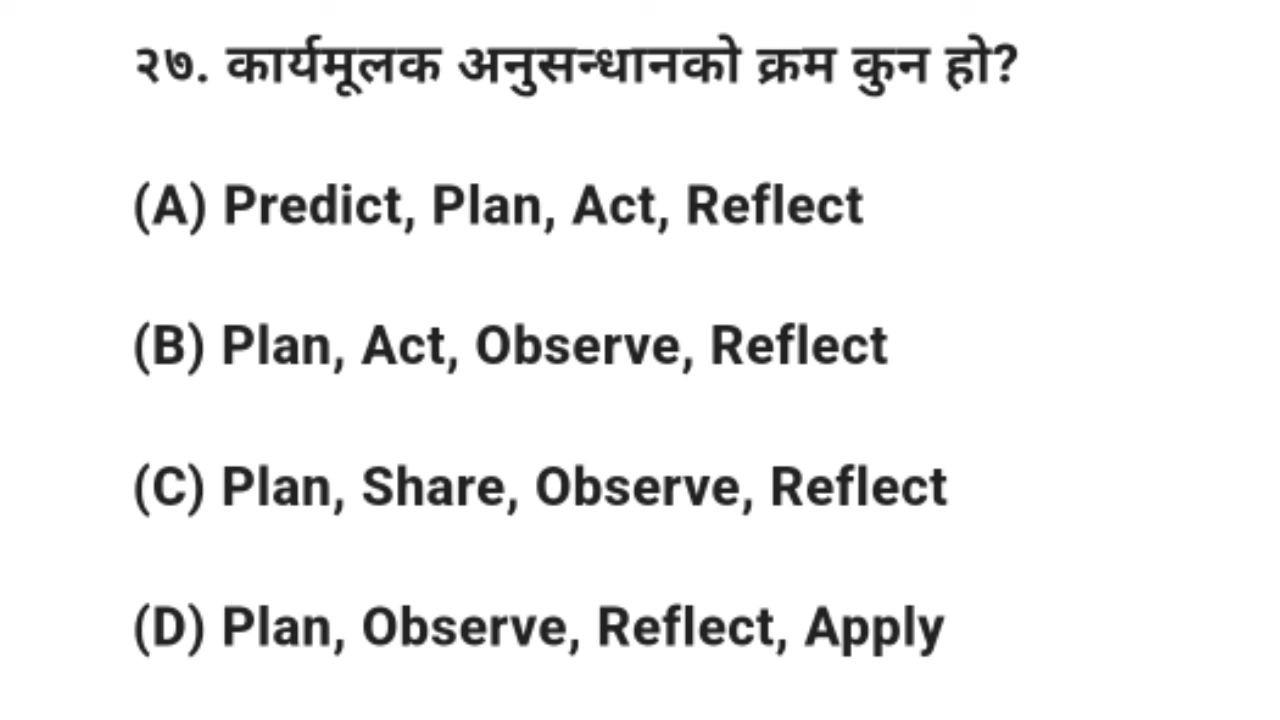 २७. कार्यमूलक अनुसन्धानको क्रम कुन हो?
(A) Predict, Plan, Act, Reflect
(B) Plan, Act, Observe, Reflect
(C) Plan, Share, Observe, Reflect
(D) Plan, Observe, Reflect, Apply